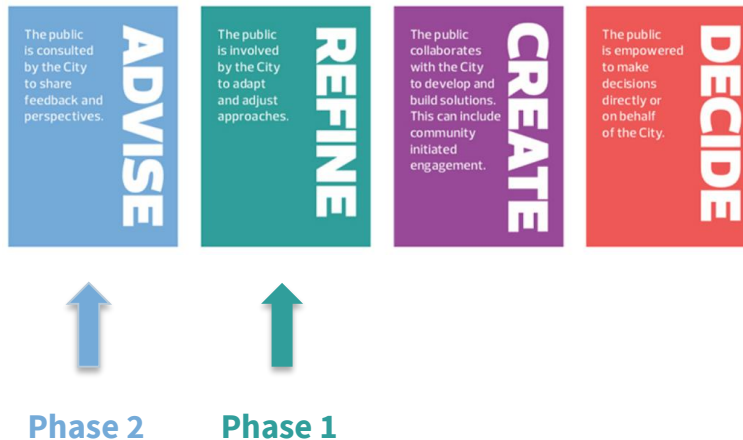 The public
is consulted
by the City
to share
feedback and
perspectives.
ADVISE
The public
is involved
by the City
to adapt
and adjust
approaches.
REFINE
The public
collaborates
with the City
to develop and
build solutions.
This can include
community
initiated
engagement.
CREATE
The public
is empowered
to make
decisions
directly or
on behalf
of the City.
DECIDE
Phase 2
Phase 1